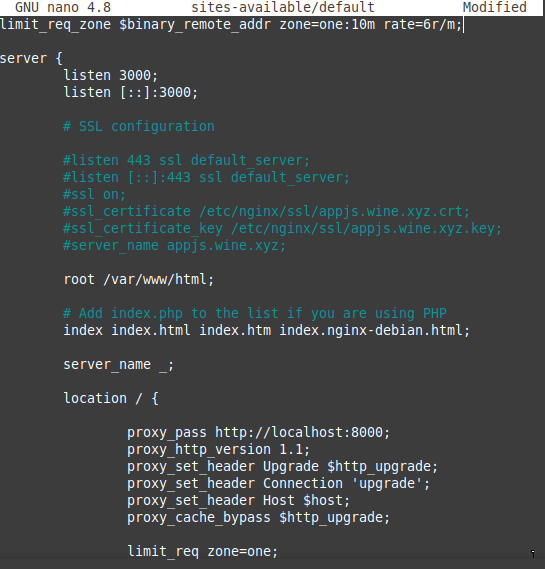 GNU nano 4.8 sites-available/default Modified
limit_req_zone $binary_remote_addr zone=one:10m rate=6r/m;
server {
listen 3000;
listen [::]:3000;
# SSL configuration
#listen 443 ssl default_server;
#listen [::]:443 ssl default_server;
#ssl on;
#ssl_certificate /etc/nginx/ssl/appjs.wine.xyz.crt;
#ssl_certificate_key /etc/nginx/ssl/appjs.wine.xyz.key;
#server_name appjs.wine.xyz;
root /var/www/html;
# Add index.php to the list if you are using PHP
index index.html index.htm index.nginx-debian.html;
server_name _;
location / {
proxy_pass http://localhost:8000;
proxy_http_version 1.1;
proxy_set_header Upgrade $http_upgrade;
proxy_set_header Connection 'upgrade';
proxy_set_header Host $host;
proxy_cache_bypass $http_upgrade;
limit_req zone=one;